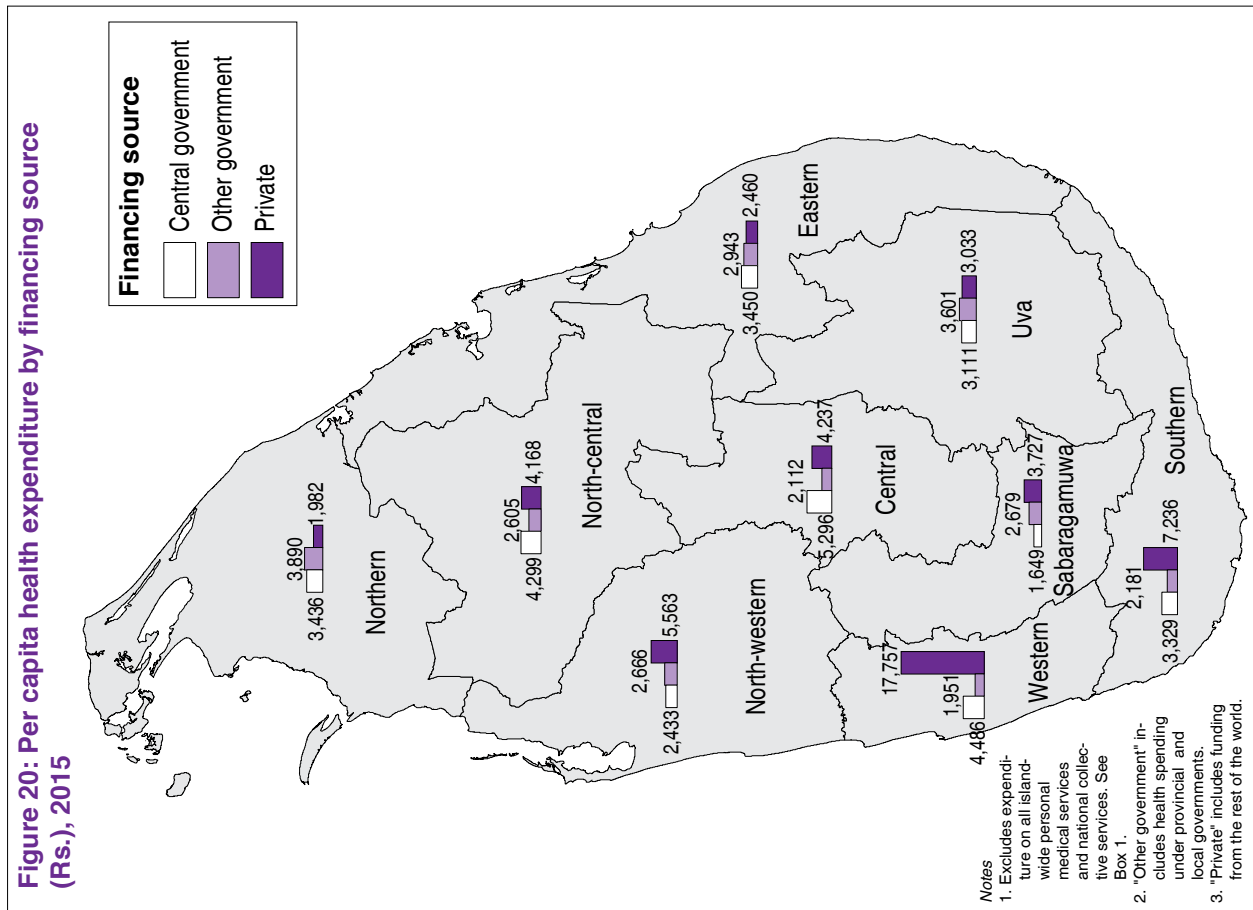 Figure 20: Per capita health expenditure by financing source
(Rs.), 2015
Financing source
Central government
Other government
Private
3,436
3,890
1,982
Northern
4,299
2,605
4,168
North-central
2,433
2,666
5,563
North-western
3,450
2,943
2,460
Eastern
5,296
2,112
4,237
Central
3,111
3,601
3,033
Uva
4,486
1,951
17,757
Western
1,649
2,679
3,727
Sabaragamuwa
3,329
2,181
7,236
Southern
Notes
1. Excludes expendi-
ture on all island-
wide personal
medical services
and national collec-
tive services. See
Box 1.
2. "Other government" in-
cludes health spending
under provincial and
local governments.
3. "Private" includes funding
from the rest of the world.